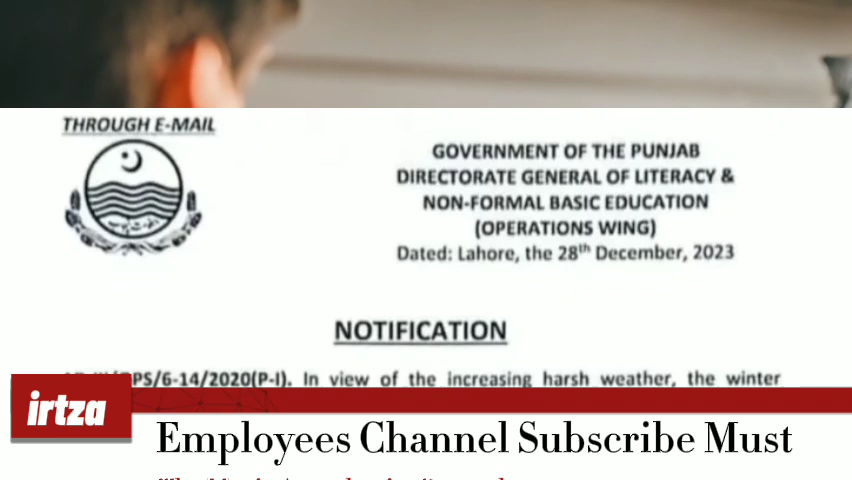 THROUGH E-MAIL
GOVERNMENT OF THE PUNJAB
DIRECTORATE GENERAL OF LITERACY &
NON-FORMAL BASIC EDUCATION
(OPERATIONS WING)
Dated: Lahore, the 28th December, 2023
NOTIFICATION
PS/6-14/2020(P-I). In view of the increasing harsh weather, the winter
irtza
Employees Channel Subscribe Must